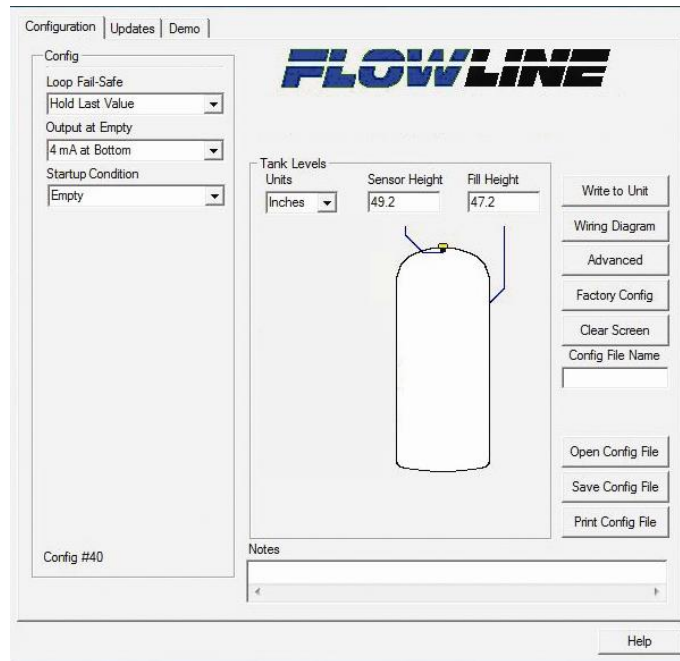 Configuration Updates Demo
Config
Loop Fail-Safe
Hold Last Value
Output at Empty
4 mA at Bottom
Startup Condition
Empty
Config #40
FLOWLINE
Tank Levels
Units Sensor Height Fill Height
Inches 49.2 47.2
Write to Unit
Wiring Diagram
Advanced
Factory Config
Clear Screen
Config File Name
Open Config File
Save Config File
Print Config File
Notes
Help